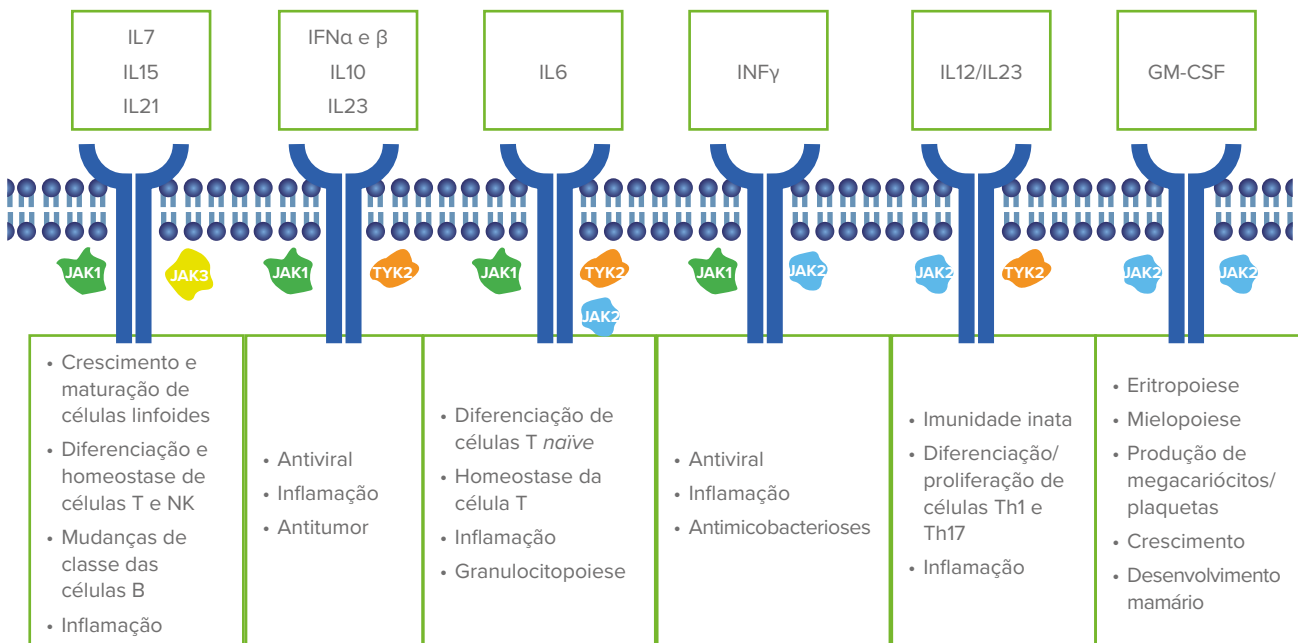 IL7
IL15
IL21
IFNα e β
IL10
IL23
IL6
INFγ
IL12/IL23
GM-CSF
JAK1
JAK3
JAK1
TYK2
JAK1
TYK2
JAK2
JAK1
JAK2
JAK2
TYK2
JAK2
JAK2
• Crescimento e
maturação de
células linfoides
• Diferenciação e
homeostase de
células T e NK
• Mudanças de
classe das
células B
• Inflamação
• Antiviral
• Inflamação
• Antitumor
• Diferenciação de
células T naïve
• Homeostase da
célula T
• Inflamação
• Granulocitopoiese
• Antiviral
• Inflamação
• Antimicobacterioses
• Imunidade inata
• Diferenciação/
proliferação de
células Th1 e
Th17
• Inflamação
• Eritropoiese
• Mielopoiese
• Produção de
megacariócitos/
plaquetas
• Crescimento
• Desenvolvimento
mamário